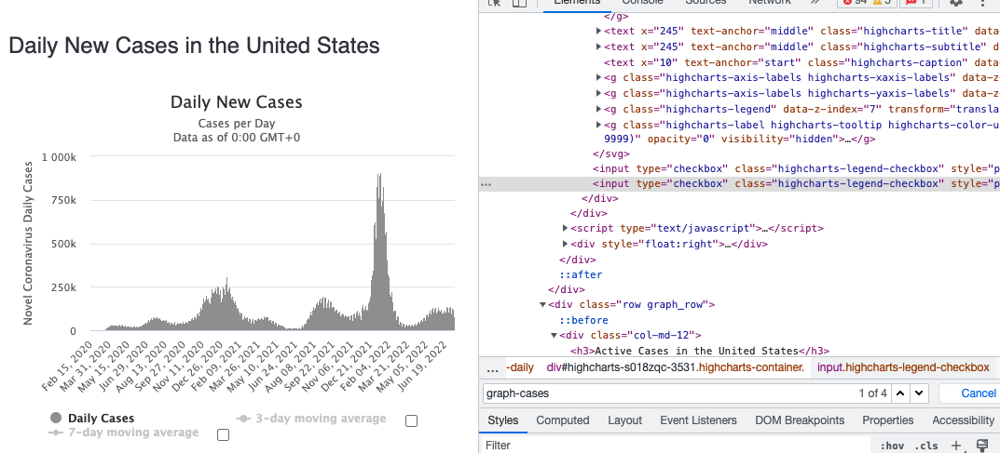 Daily New Cases in the United States
Daily New Cases
Cases per Day
Data as of 0:00 GMT+0
Novel Coronavirus Daily Cases
1 000k
750k
500k
250k
0
Feb 15, 2020
Mar 31, 2020
May 15, 2020
Jun 29, 2020
Aug 13, 2020
Sep 27, 2020
Nov 11, 2020
Dec 26, 2020
Feb 09, 2021
Mar 26, 2021
May 10, 2021
Jun 24, 2021
Aug 08, 2021
Sep 22, 2021
Nov 06, 2021
Dec 21, 2021
Feb 04, 2022
Mar 21, 2022
May 05, 2022
Jun 19, 2022
Daily Cases
3-day moving average
7-day moving average
Elements Console Sources Network » 94 5 1
</g>
<text x="245" text-anchor="middle" class="highcharts-title" data-
<text x="245" text-anchor="middle" class="highcharts-subtitle" d
<text x="10" text-anchor="start" class="highcharts-caption" data-
<g class="highcharts-axis-labels highcharts-xaxis-labels" data-z-
<g class="highcharts-axis-labels highcharts-yaxis-labels" data-z-
<g class="highcharts-legend" data-z-index="7" transform="transla
<g class="highcharts-label highcharts-tooltip highcharts-color-u
9999)" opacity="0" visibility="hidden">…</g>
</svg>
<input type="checkbox" class="highcharts-legend-checkbox" style="p
… <input type="checkbox" class="highcharts-legend-checkbox" style="p
</div>
</div>
<script type="text/javascript">…</script>
<div style="float:right">…</div>
</div>
::after
</div>
<div class="row graph_row">
::before
<div class="col-md-12">
<h3>Active Cases in the United States</h3>
… -daily div#highcharts-s018zqc-3531.highcharts-container. input.highcharts-legend-checkbox
graph-cases 1 of 4 Cancel
Styles Computed Layout Event Listeners DOM Breakpoints Properties Accessibility
Filter :hov .cls +